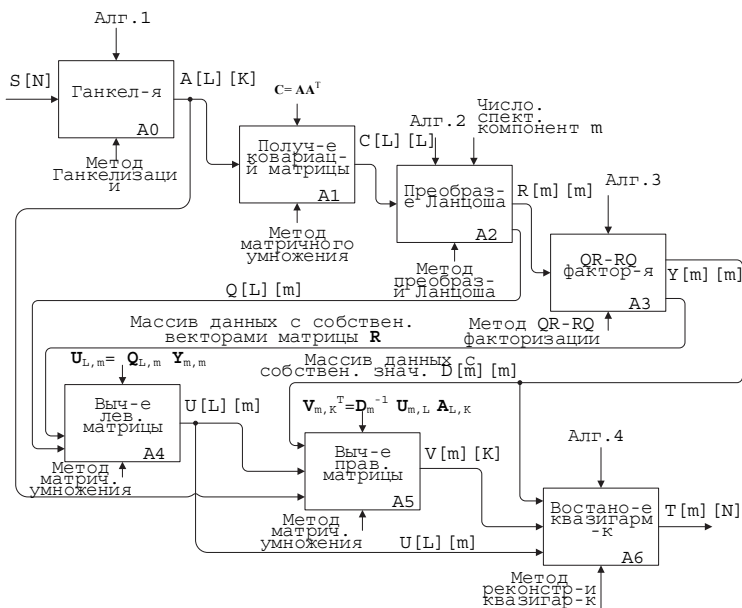 Алг.1
S[N]
Ганкел-я
A0
A[L][K]
Метод
Ганкелизаци
и
C= AAᵀ
Получ-е
ковариац-
й матрицы
A1
C[L][L]
Метод
матричного
умножения
Алг.2
Число.
спект.
компонент m
Преобраз-
е Ланцоша
A2
R[m][m]
Метод
преобраз-
й Ланцоша
Q[L][m]
Алг.3
QR-RQ
фактор-я
A3
Y[m][m]
Метод QR-RQ
факторизации
Массив данных с собствен.
векторами матрицы R
Массив данных с
собствен. знач. D[m][m]
U_L,m= Q_L,m Y_m,m
Выч-е
лев.
матрицы
A4
U[L][m]
Метод
матрич.
умножения
V_m,Kᵀ=D_m⁻¹ U_m,L A_L,K
Выч-е
прав.
матрицы
A5
V[m][K]
Метод
матрич.
умножения
U[L][m]
Алг.4
Востано-е
квазигарм
-к
A6
T[m][N]
Метод
реконстр-и
квазигар-к